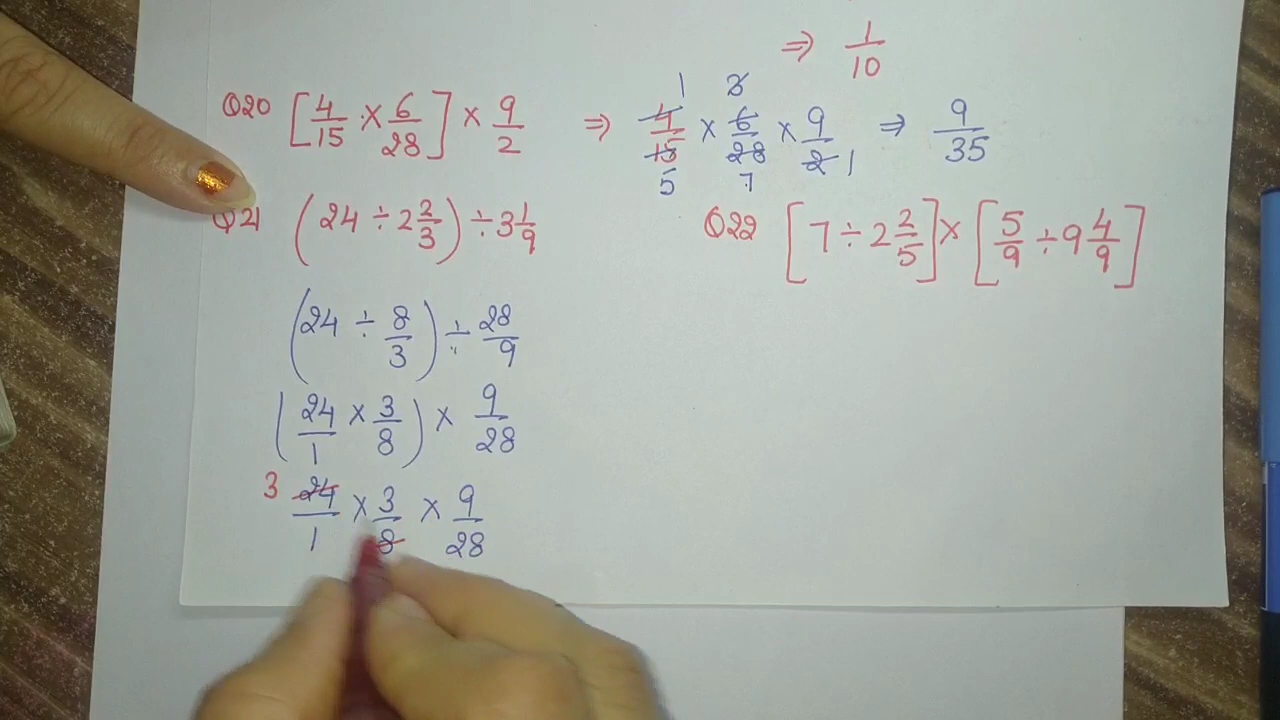 ⇒ 1/10
Q20 [4/15 × 6/28] × 9/2 ⇒ 4/15 × 6/28 × 9/2 ⇒ 9/35
1 3
5 7 1
Q21 (24 ÷ 2 2/3) ÷ 3 1/9
Q22 [7 ÷ 2 2/5] × [5/9 ÷ 9 4/9]
(24 ÷ 8/3) ÷ 28/9
(24/1 × 3/8) × 9/28
3 24/1 × 3/8 × 9/28